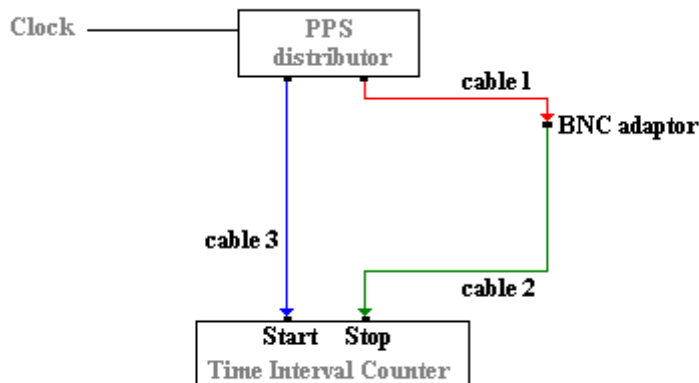 Clock
PPS
distributor
cable 1
BNC adaptor
cable 3
cable 2
Start Stop
Time Interval Counter